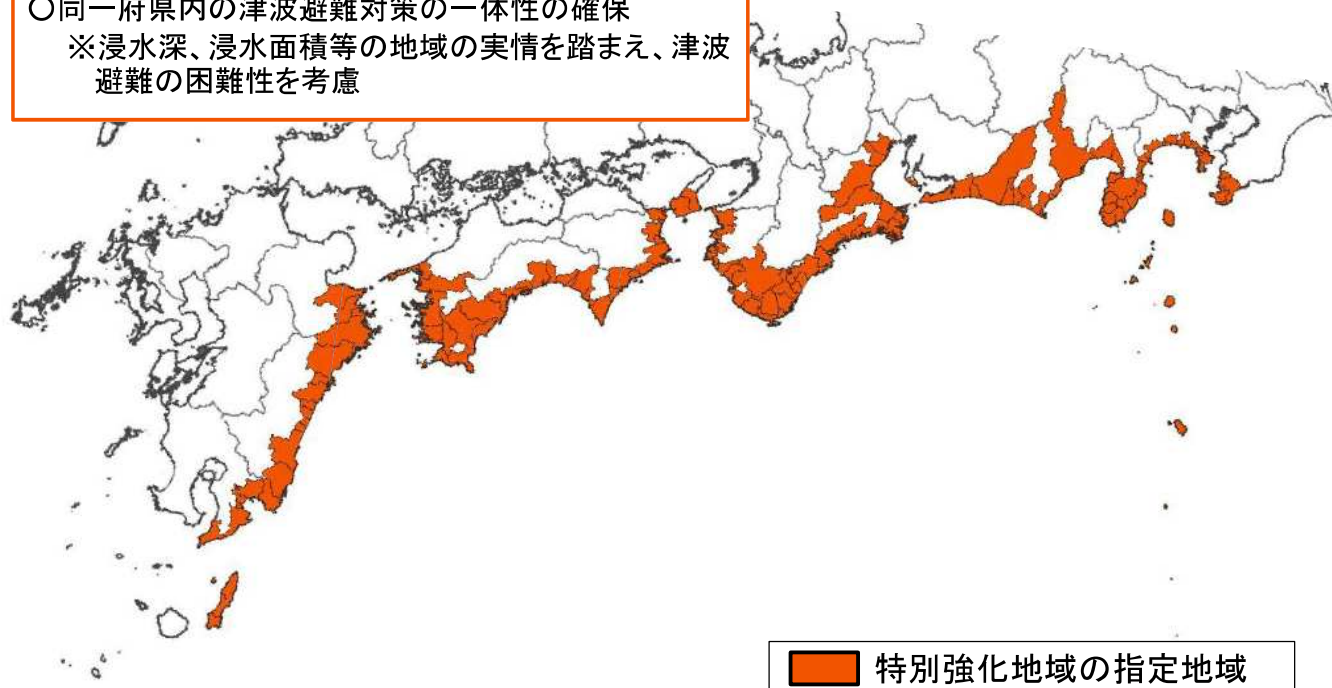 〇同一府県内の津波避難対策の一体性の確保
※浸水深、浸水面積等の地域の実情を踏まえ、津波
避難の困難性を考慮
特別強化地域の指定地域